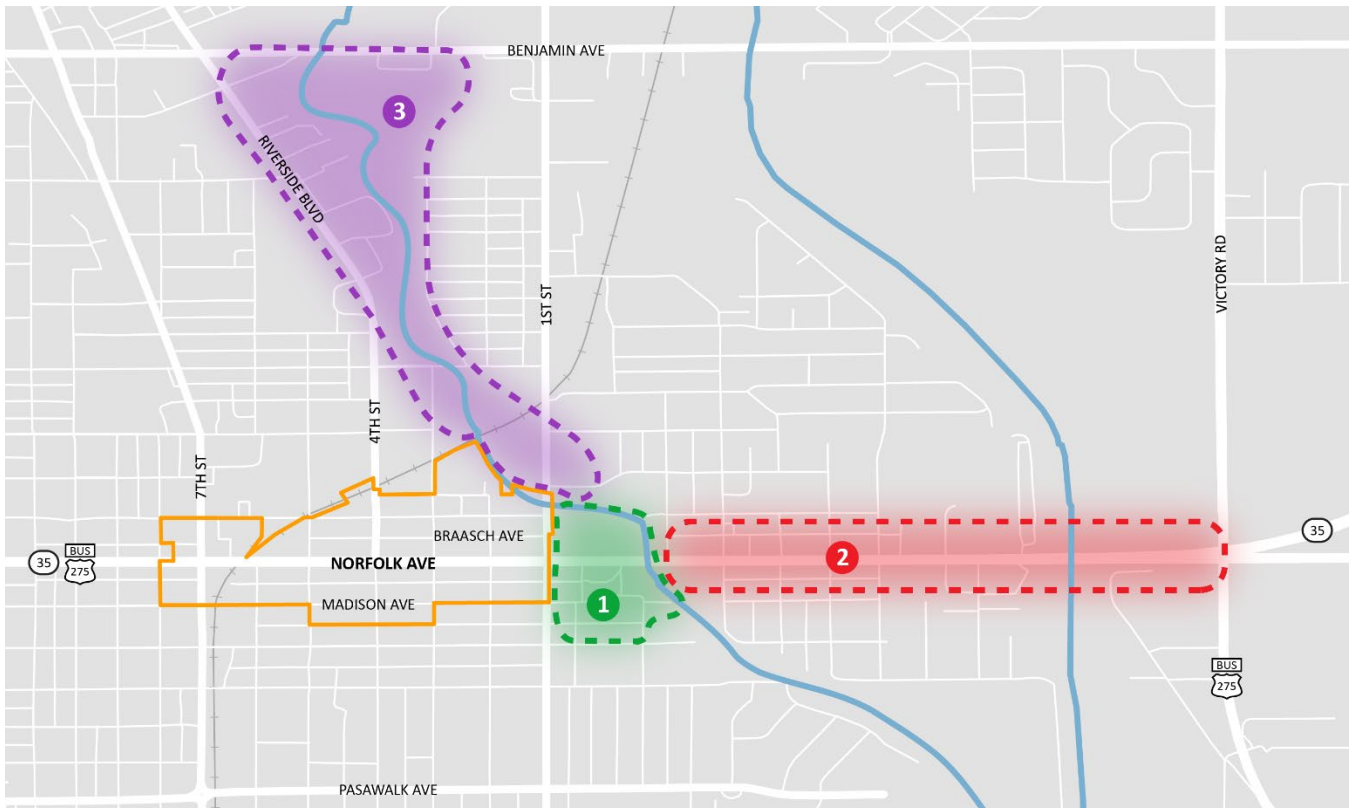 BENJAMIN AVE
3
RIVERSIDE BLVD
VICTORY RD
1ST ST
4TH ST
7TH ST
BRAASCH AVE
35
BUS
275
NORFOLK AVE
2
35
MADISON AVE
1
BUS
275
PASAWALK AVE